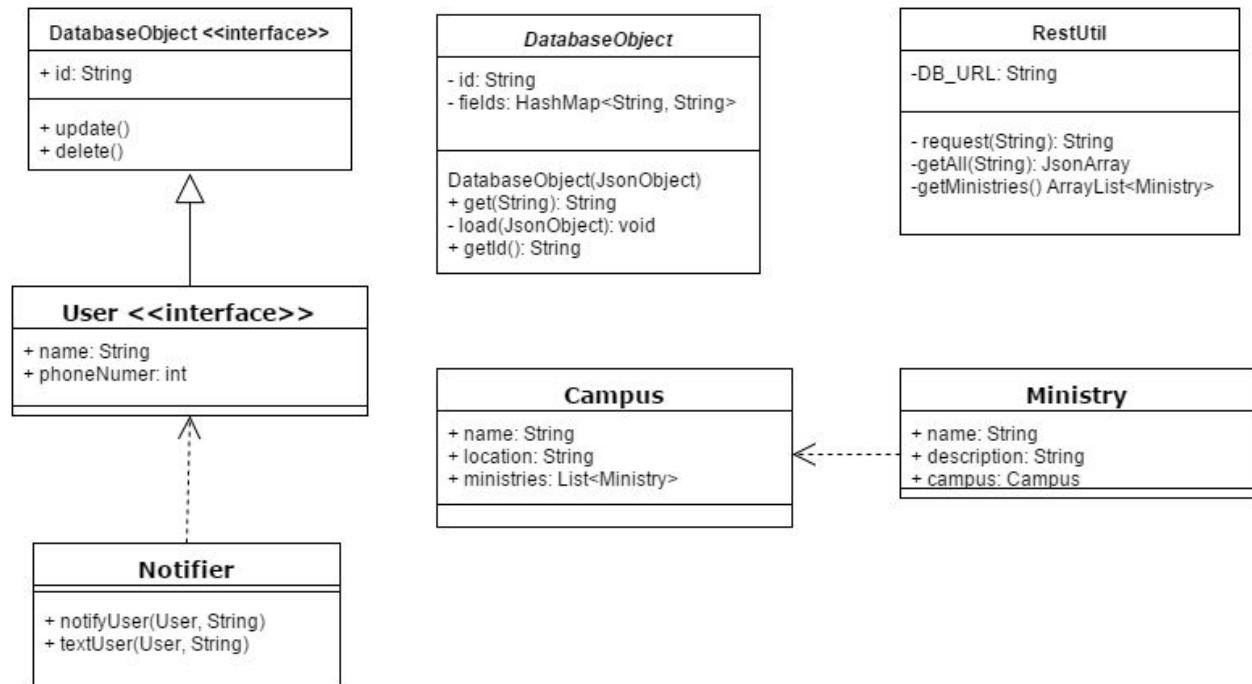 DatabaseObject <<interface>>
+ id: String
+ update()
+ delete()
DatabaseObject
- id: String
- fields: HashMap<String, String>
DatabaseObject(JsonObject)
+ get(String): String
- load(JsonObject): void
+ getId(): String
RestUtil
-DB_URL: String
- request(String): String
-getAll(String): JsonArray
-getMinistries() ArrayList<Ministry>
User <<interface>>
+ name: String
+ phoneNumer: int
Campus
+ name: String
+ location: String
+ ministries: List<Ministry>
Ministry
+ name: String
+ description: String
+ campus: Campus
Notifier
+ notifyUser(User, String)
+ textUser(User, String)